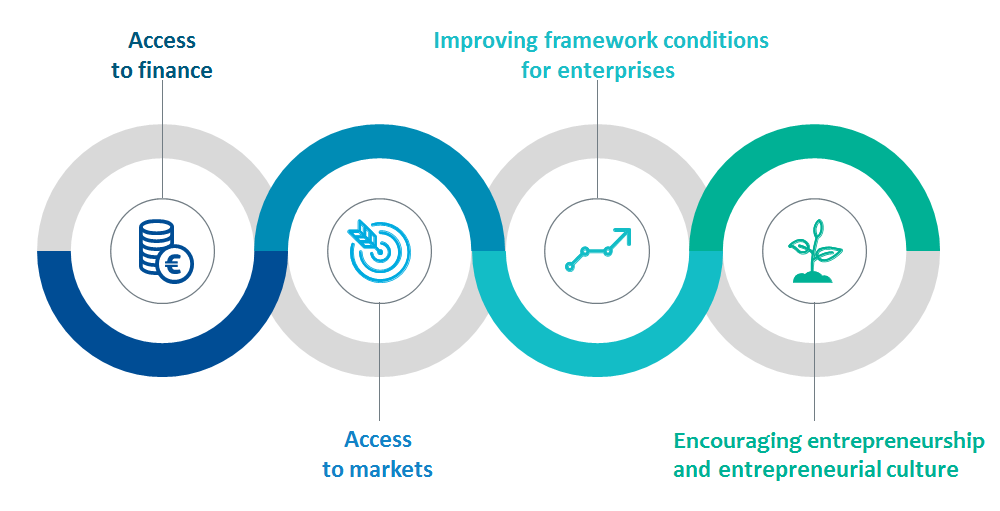 Access
to finance
Improving framework conditions
for enterprises
€
Access
to markets
Encouraging entrepreneurship
and entrepreneurial culture